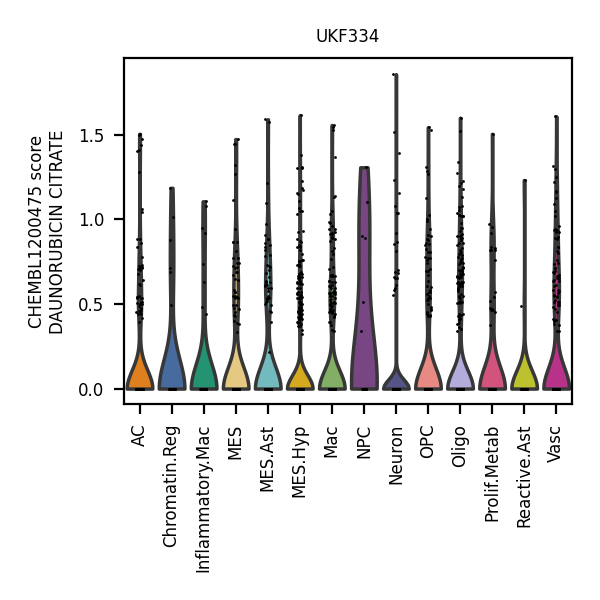 UKF334
CHEMBL1200475 score
DAUNORUBICIN CITRATE
1.5
1.0
0.5
0.0
AC
Chromatin.Reg
Inflammatory.Mac
MES
MES.Ast
MES.Hyp
Mac
NPC
Neuron
OPC
Oligo
Prolif.Metab
Reactive.Ast
Vasc